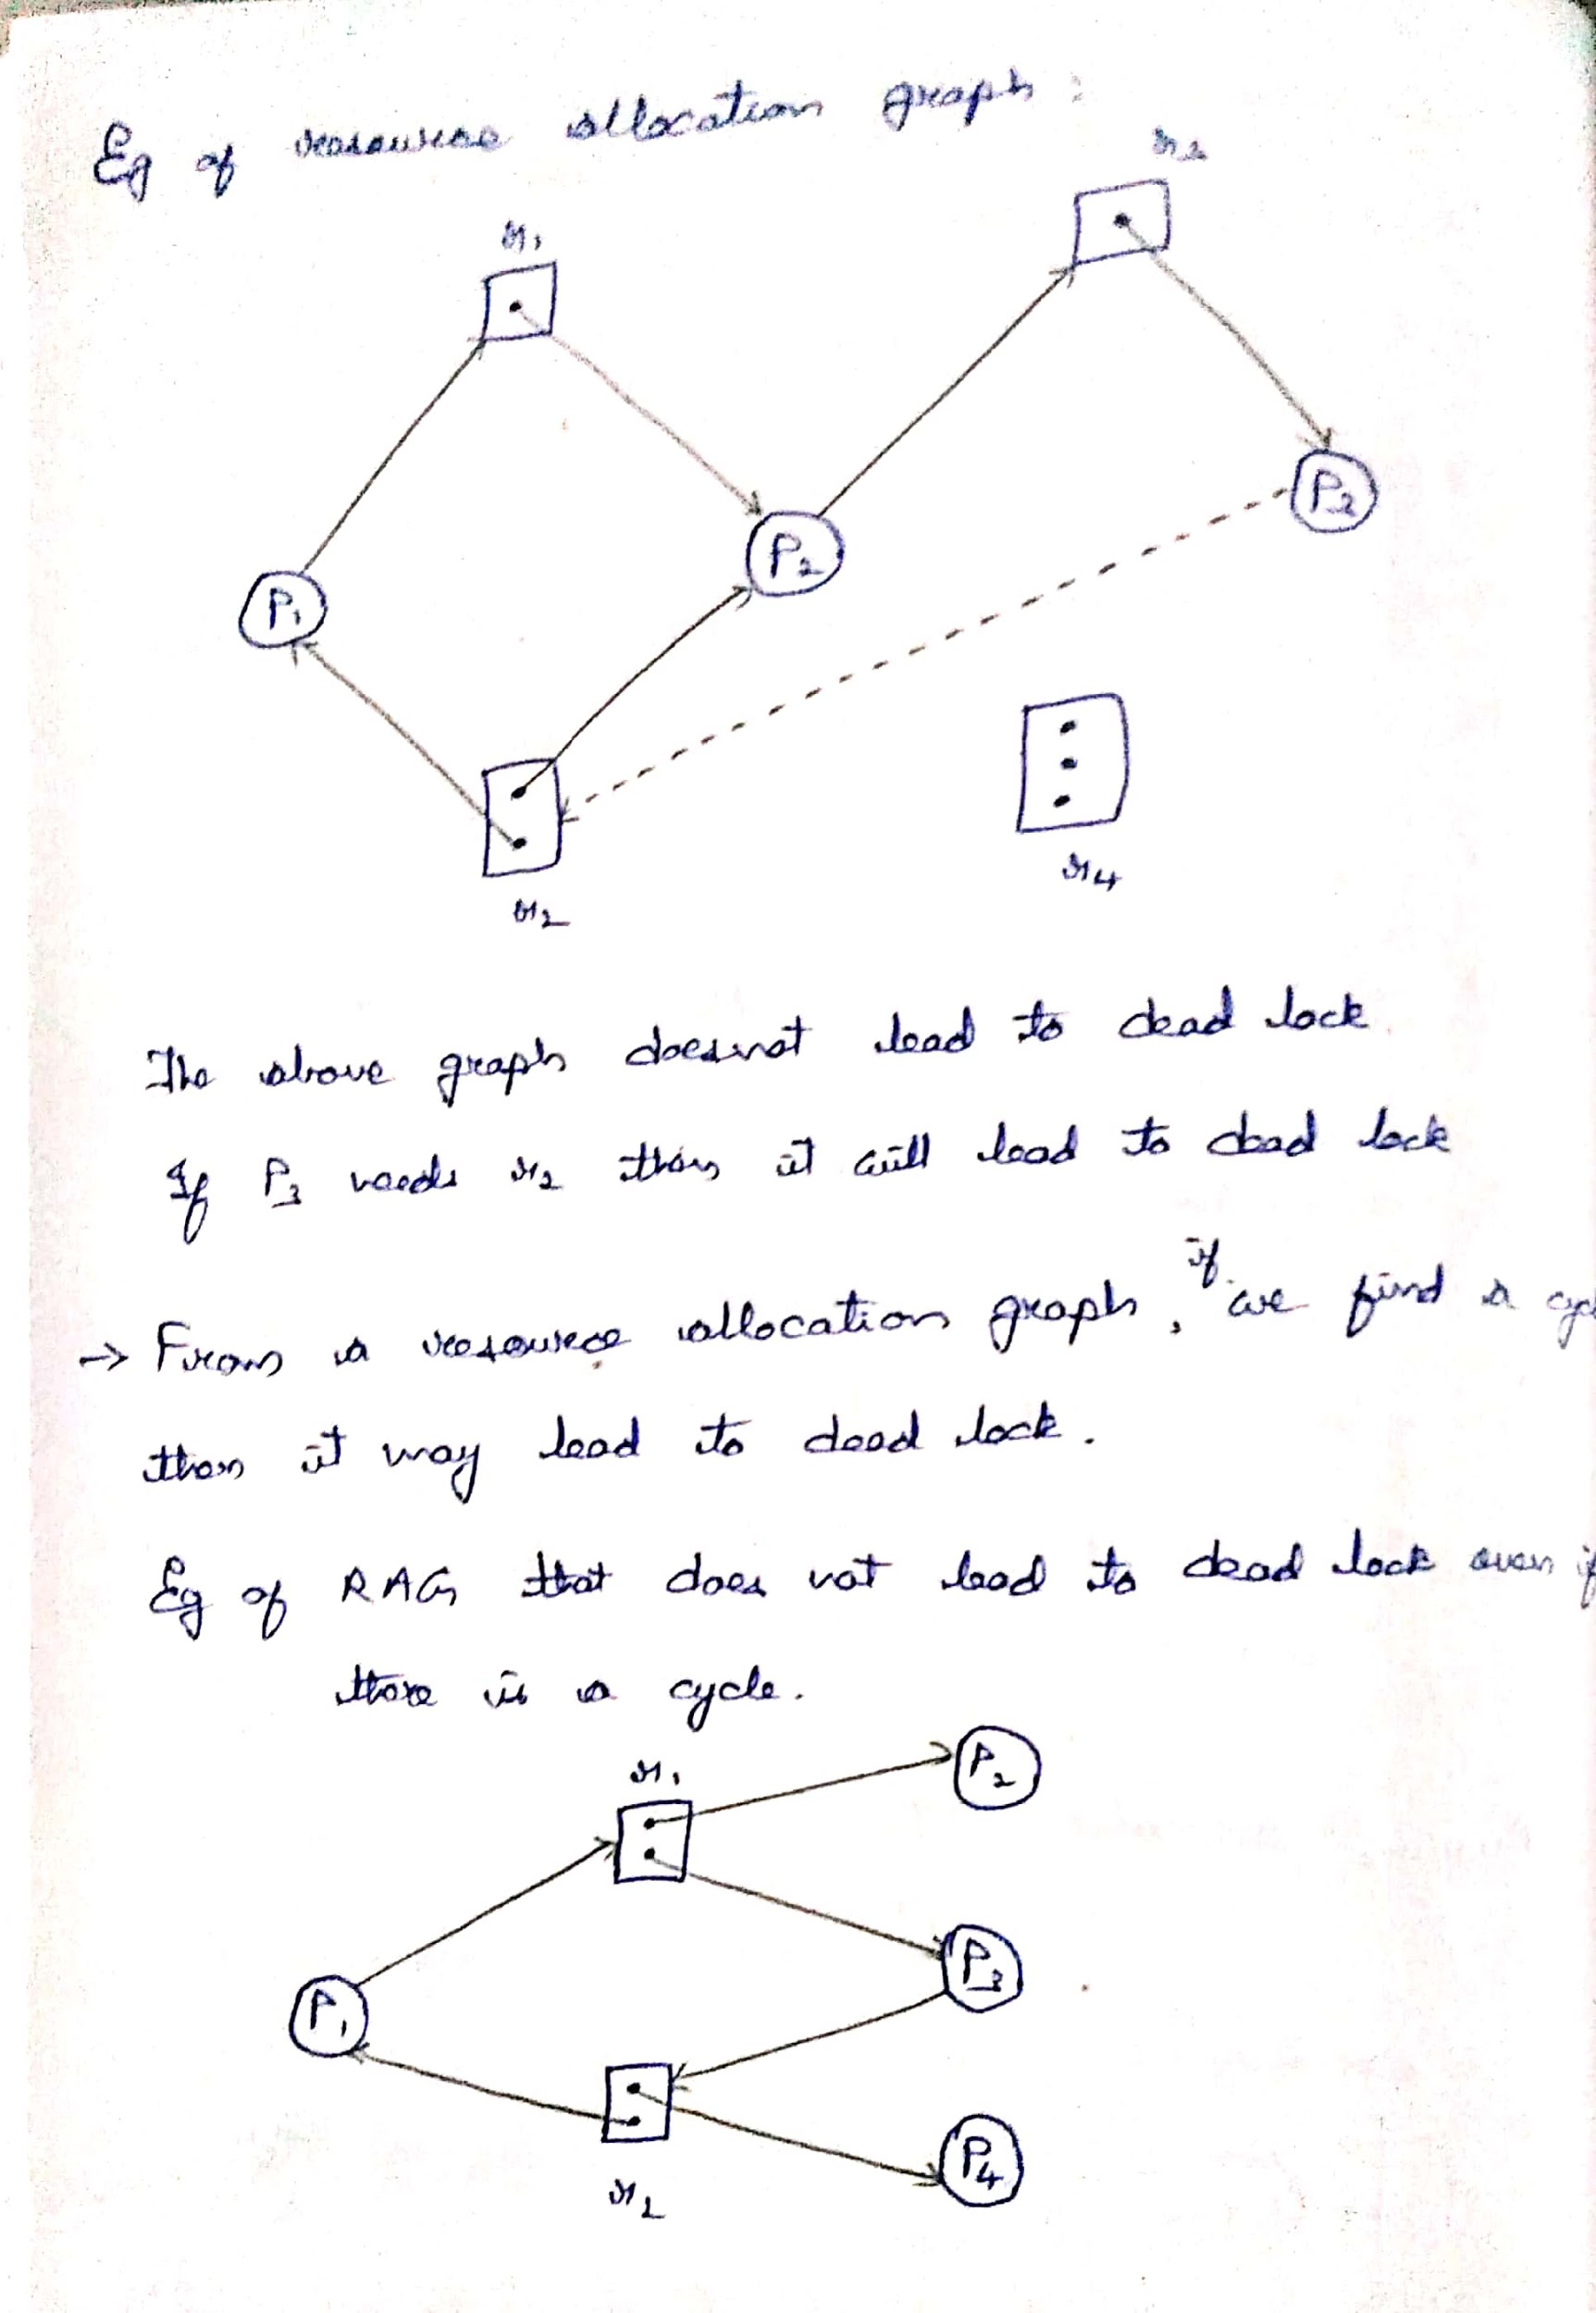 Eg of resource allocation graph :
r₁
r₃
P₁
P₂
P₃
r₂
r₄
The above graph doesnot lead to dead lock
If P₃ needs r₂ then it will lead to dead lock
→ From a resource allocation graph, if we find a
then it may lead to dead lock.
Eg of RAG that does not lead to dead lock even if
there is a cycle.
r₁
P₂
P₃
P₁
P₄
r₂